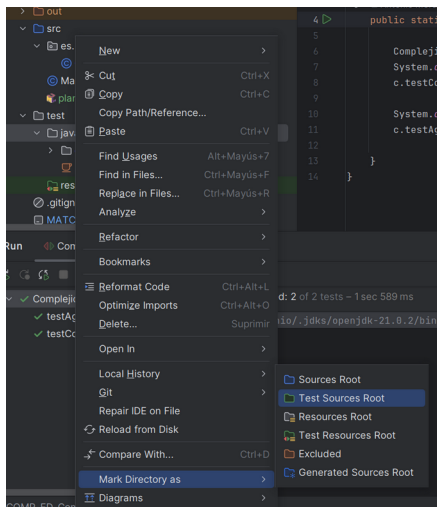 out
src
es.
Ma
plan
test
java
res
.gitign
MATC
4
public stati
5
6
Compleji
7
System.o
8
c.testCo
9
10
System.o
11
c.testAg
12
13
}
14
}
New
Cut Ctrl+X
Copy Ctrl+C
Copy Path/Reference...
Paste Ctrl+V
Find Usages Alt+Mayús+7
Find in Files... Ctrl+Mayús+F
Replace in Files... Ctrl+Mayús+R
Analyze
Refactor
Bookmarks
Reformat Code Ctrl+Alt+L
Optimize Imports Ctrl+Alt+O
Delete... Suprimir
Open In
Local History
Git
Repair IDE on File
Reload from Disk
Compare With... Ctrl+D
Mark Directory as
Diagrams
Run
Com
Complejic
testAg
testCo
d: 2 of 2 tests – 1 sec 589 ms
io/.jdks/openjdk-21.0.2/bin
Sources Root
Test Sources Root
Resources Root
Test Resources Root
Excluded
Generated Sources Root